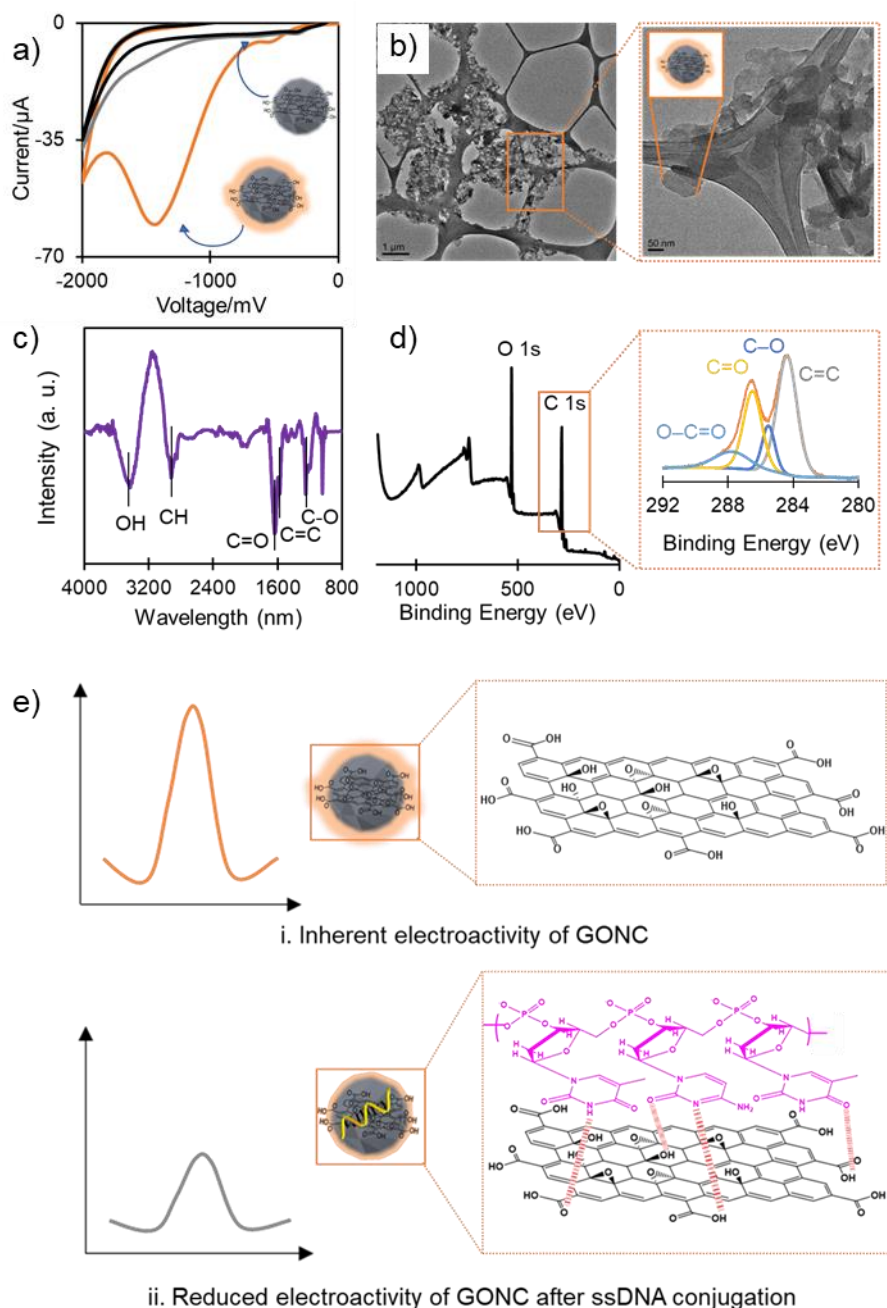 a)
0
-35
-70
Current/µA
-2000
-1000
0
Voltage/mV
b)
1 µm
50 nm
c)
Intensity (a. u.)
OH
CH
C=O
C=C
C-O
4000
3200
2400
1600
800
Wavelength (nm)
d)
O 1s
C 1s
1000
500
0
Binding Energy (eV)
C–O
C=O
C=C
O–C=O
292
288
284
280
Binding Energy (eV)
e)
i. Inherent electroactivity of GONC
ii. Reduced electroactivity of GONC after ssDNA conjugation